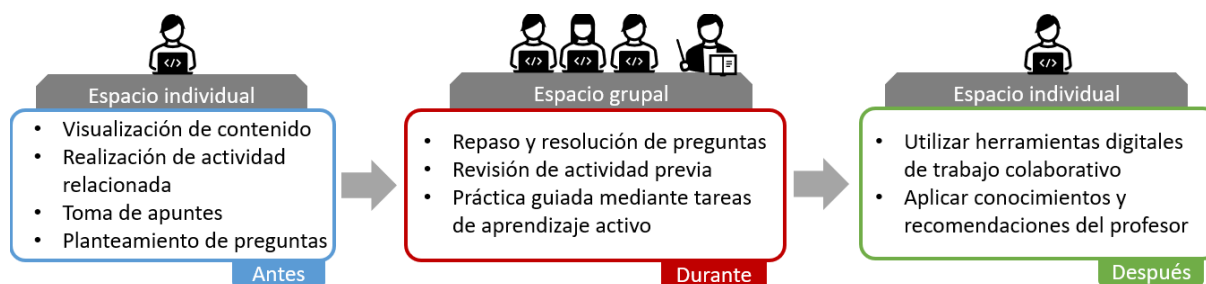 Espacio individual
• Visualización de contenido
• Realización de actividad
relacionada
• Toma de apuntes
• Planteamiento de preguntas
Antes
</>
</>
</>
</>
Espacio grupal
• Repaso y resolución de preguntas
• Revisión de actividad previa
• Práctica guiada mediante tareas
de aprendizaje activo
Durante
</>
Espacio individual
• Utilizar herramientas digitales
de trabajo colaborativo
• Aplicar conocimientos y
recomendaciones del profesor
Después